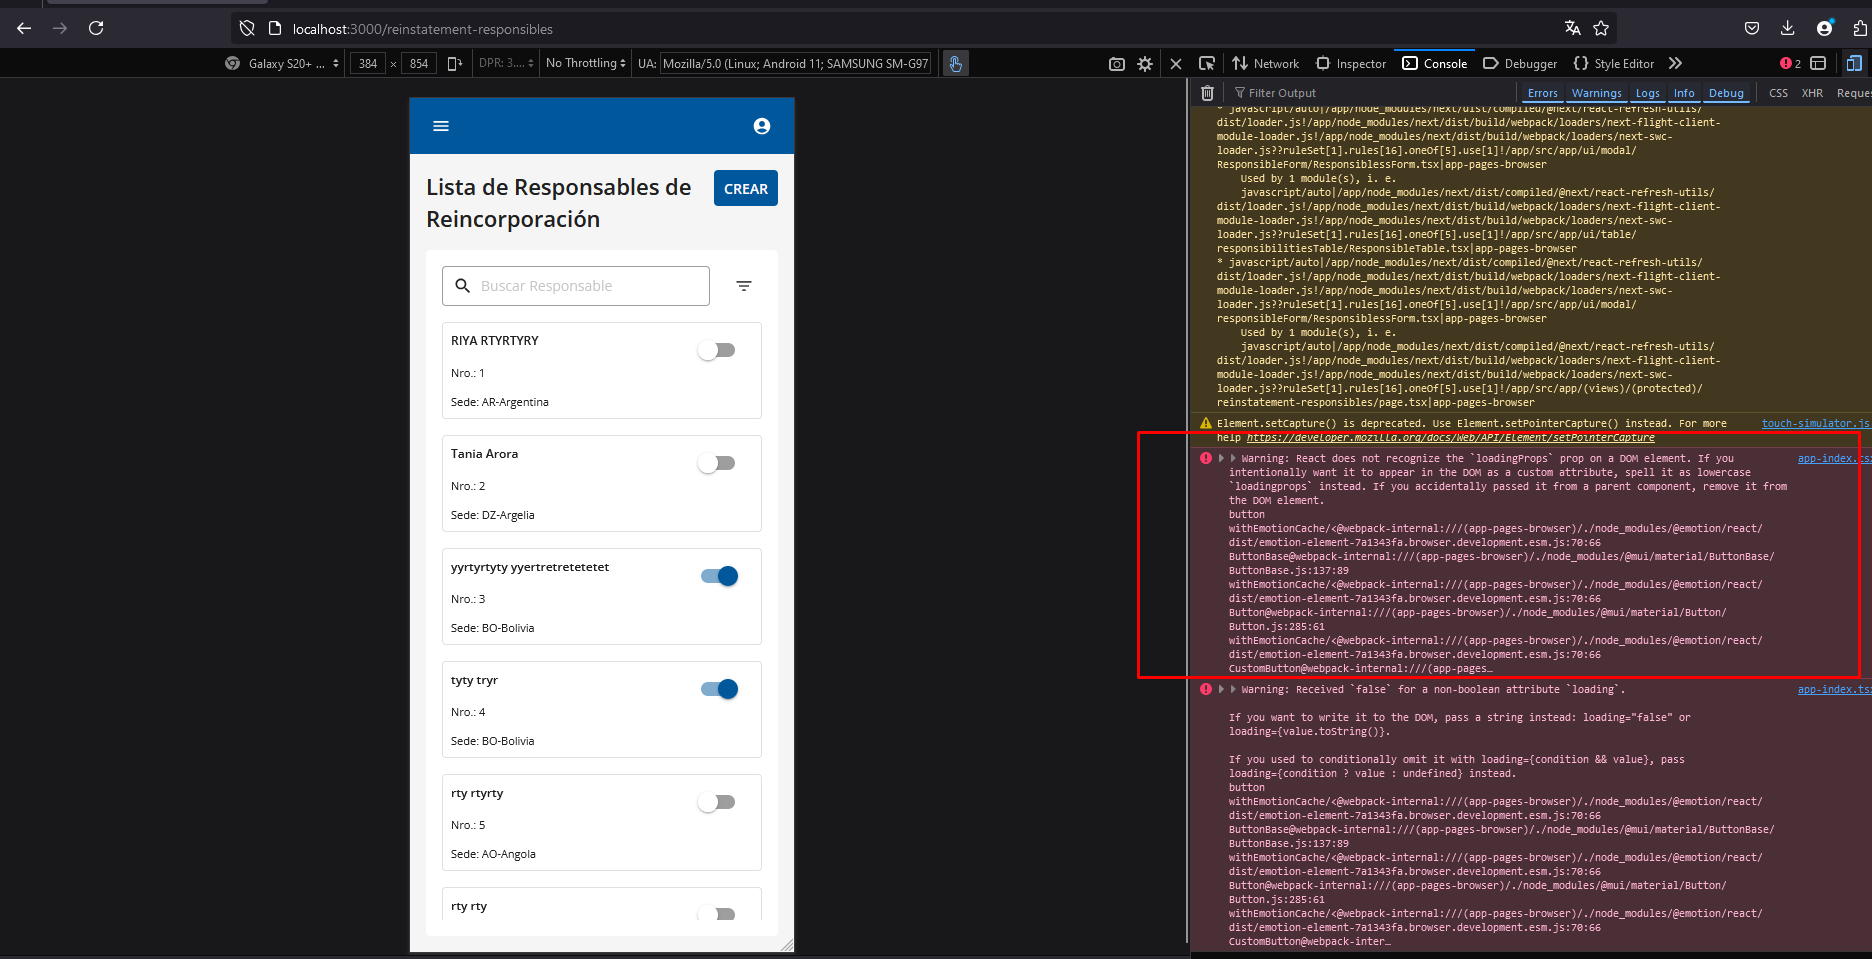 localhost:3000/reinstatement-responsibles
Galaxy S20+ ...
384 × 854
DPR: 3....
No Throttling
UA: Mozilla/5.0 (Linux; Android 11; SAMSUNG SM-G97
Network
Inspector
Console
Debugger
Style Editor
2
Lista de Responsables de
Reincorporación
CREAR
Buscar Responsable
RIYA RTYRTYRY
Nro.: 1
Sede: AR-Argentina
Tania Arora
Nro.: 2
Sede: DZ-Argelia
yyrtyrtyty yyertretretetetet
Nro.: 3
Sede: BO-Bolivia
tyty tryr
Nro.: 4
Sede: BO-Bolivia
rty rtyrty
Nro.: 5
Sede: AO-Angola
rty rty
Filter Output
Errors Warnings Logs Info Debug CSS XHR Reque
* javascript/auto|/app/node_modules/next/dist/compiled/@next/react-refresh-utils/
dist/loader.js!/app/node_modules/next/dist/build/webpack/loaders/next-flight-client-
module-loader.js!/app/node_modules/next/dist/build/webpack/loaders/next-swc-
loader.js??ruleSet[1].rules[16].oneOf[5].use[1]!/app/src/app/ui/modal/
ResponsibleForm/ResponsiblessForm.tsx|app-pages-browser
Used by 1 module(s), i. e.
javascript/auto|/app/node_modules/next/dist/compiled/@next/react-refresh-utils/
dist/loader.js!/app/node_modules/next/dist/build/webpack/loaders/next-flight-client-
module-loader.js!/app/node_modules/next/dist/build/webpack/loaders/next-swc-
loader.js??ruleSet[1].rules[16].oneOf[5].use[1]!/app/src/app/ui/table/
responsibilitiesTable/ResponsibleTable.tsx|app-pages-browser
* javascript/auto|/app/node_modules/next/dist/compiled/@next/react-refresh-utils/
dist/loader.js!/app/node_modules/next/dist/build/webpack/loaders/next-flight-client-
module-loader.js!/app/node_modules/next/dist/build/webpack/loaders/next-swc-
loader.js??ruleSet[1].rules[16].oneOf[5].use[1]!/app/src/app/ui/modal/
responsibleForm/ResponsiblessForm.tsx|app-pages-browser
Used by 1 module(s), i. e.
javascript/auto|/app/node_modules/next/dist/compiled/@next/react-refresh-utils/
dist/loader.js!/app/node_modules/next/dist/build/webpack/loaders/next-flight-client-
module-loader.js!/app/node_modules/next/dist/build/webpack/loaders/next-swc-
loader.js??ruleSet[1].rules[16].oneOf[5].use[1]!/app/src/app/(views)/(protected)/
reinstatement-responsibles/page.tsx|app-pages-browser
Element.setCapture() is deprecated. Use Element.setPointerCapture() instead. For more touch-simulator.js
help https://developer.mozilla.org/docs/Web/API/Element/setPointerCapture
Warning: React does not recognize the `loadingProps` prop on a DOM element. If you app-index.ts
intentionally want it to appear in the DOM as a custom attribute, spell it as lowercase
`loadingprops` instead. If you accidentally passed it from a parent component, remove it from
the DOM element.
button
withEmotionCache/<@webpack-internal:///(app-pages-browser)/./node_modules/@emotion/react/
dist/emotion-element-7a1343fa.browser.development.esm.js:70:66
ButtonBase@webpack-internal:///(app-pages-browser)/./node_modules/@mui/material/ButtonBase/
ButtonBase.js:137:89
withEmotionCache/<@webpack-internal:///(app-pages-browser)/./node_modules/@emotion/react/
dist/emotion-element-7a1343fa.browser.development.esm.js:70:66
Button@webpack-internal:///(app-pages-browser)/./node_modules/@mui/material/Button/
Button.js:285:61
withEmotionCache/<@webpack-internal:///(app-pages-browser)/./node_modules/@emotion/react/
dist/emotion-element-7a1343fa.browser.development.esm.js:70:66
CustomButton@webpack-internal:///(app-pages…
Warning: Received `false` for a non-boolean attribute `loading`. app-index.ts
If you want to write it to the DOM, pass a string instead: loading="false" or
loading={value.toString()}.
If you used to conditionally omit it with loading={condition && value}, pass
loading={condition ? value : undefined} instead.
button
withEmotionCache/<@webpack-internal:///(app-pages-browser)/./node_modules/@emotion/react/
dist/emotion-element-7a1343fa.browser.development.esm.js:70:66
ButtonBase@webpack-internal:///(app-pages-browser)/./node_modules/@mui/material/ButtonBase/
ButtonBase.js:137:89
withEmotionCache/<@webpack-internal:///(app-pages-browser)/./node_modules/@emotion/react/
dist/emotion-element-7a1343fa.browser.development.esm.js:70:66
Button@webpack-internal:///(app-pages-browser)/./node_modules/@mui/material/Button/
Button.js:285:61
withEmotionCache/<@webpack-internal:///(app-pages-browser)/./node_modules/@emotion/react/
dist/emotion-element-7a1343fa.browser.development.esm.js:70:66
CustomButton@webpack-inter…